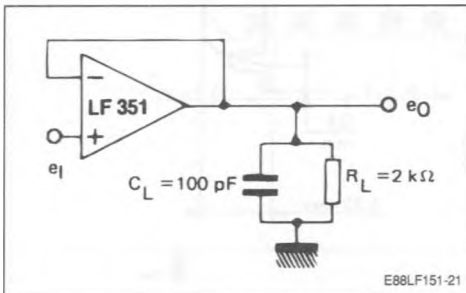 −
LF 351
+
e_O
e_I
C_L = 100 pF
R_L = 2 kΩ
E88LF151-21